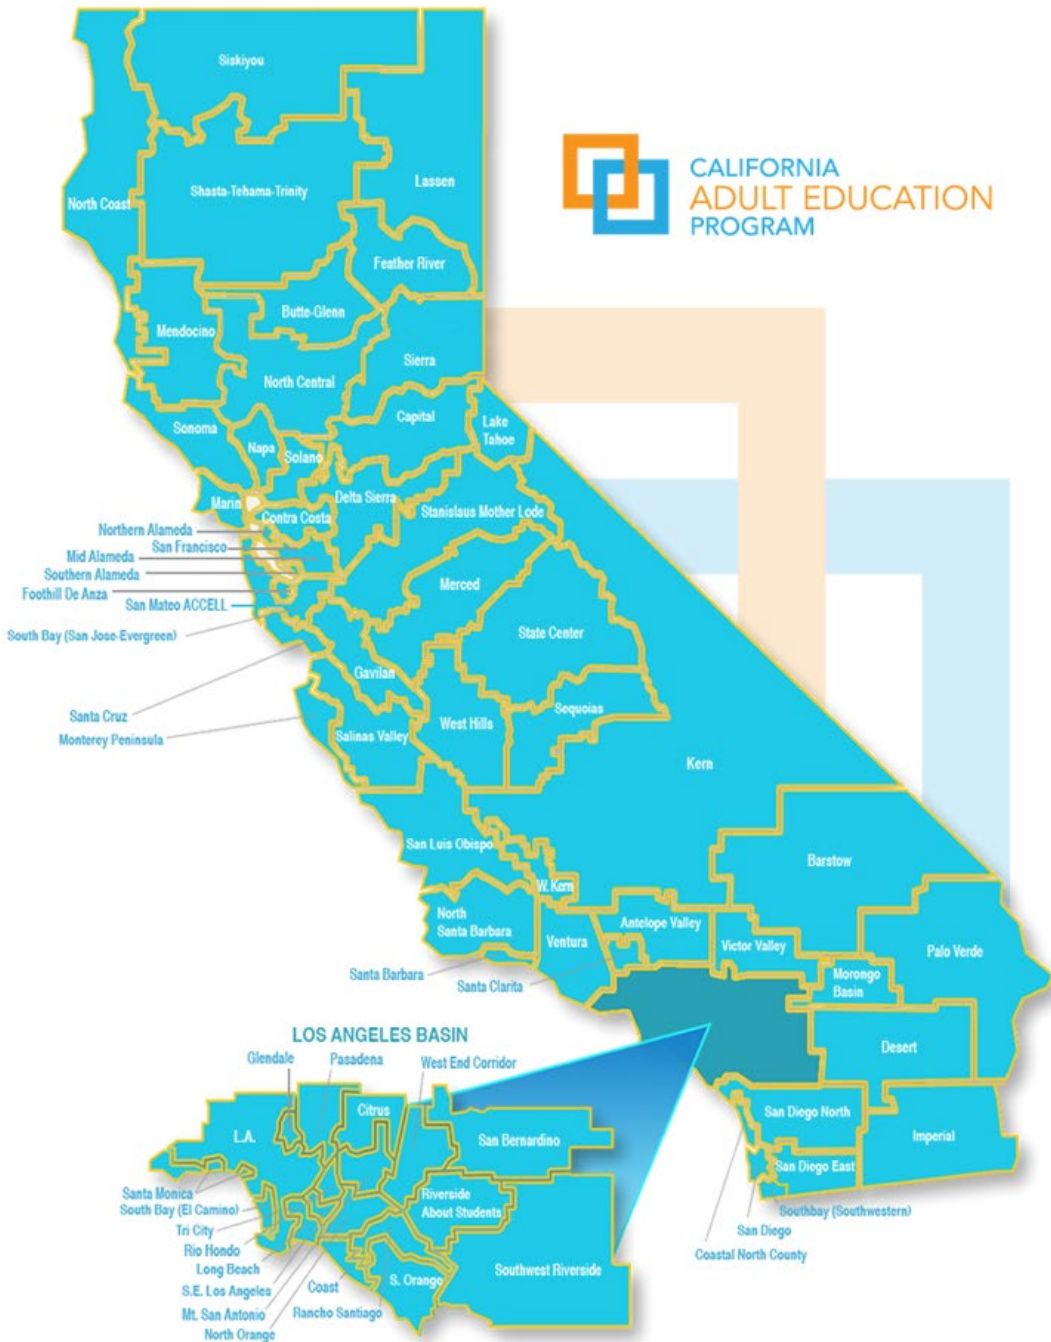 Siskiyou
CALIFORNIA
ADULT EDUCATION
PROGRAM
Lassen
Shasta-Tehama-Trinity
North Coast
Feather River
Butte-Glenn
Mendocino
Sierra
North Central
Capital
Lake
Tahoe
Sonoma
Napa
Solano
Delta Sierra
Marin
Stanislaus Mother Lode
Contra Costa
Northern Alameda
San Francisco
Mid Alameda
Southern Alameda
Foothill De Anza
San Mateo ACCELL
South Bay (San Jose-Evergreen)
Merced
State Center
Gavilan
Santa Cruz
Monterey Peninsula
Salinas Valley
West Hills
Sequoias
Kern
San Luis Obispo
Barstow
W. Kern
North
Santa Barbara
Ventura
Antelope Valley
Victor Valley
Palo Verde
Santa Barbara
Santa Clarita
Morongo
Basin
Desert
LOS ANGELES BASIN
Glendale
Pasadena
West End Corridor
Citrus
L.A.
San Bernardino
San Diego North
Imperial
San Diego East
Santa Monica
South Bay (El Camino)
Tri City
Rio Hondo
Long Beach
S.E. Los Angeles
Mt. San Antonio
North Orange
Riverside
About Students
Coast
Rancho Santiago
S. Orange
Southwest Riverside
Southbay (Southwestern)
San Diego
Coastal North County